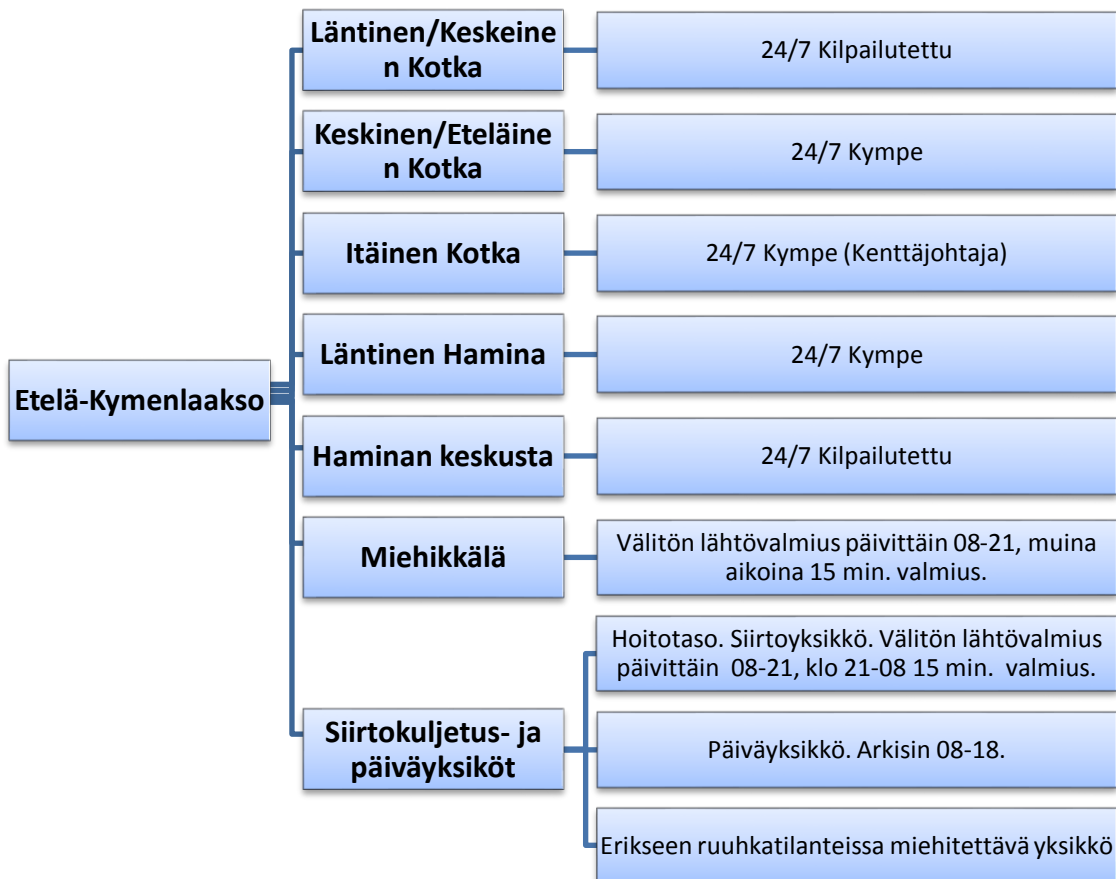 Etelä-Kymenlaakso
Läntinen/Keskeine
n Kotka
24/7 Kilpailutettu
Keskinen/Eteläine
n Kotka
24/7 Kympe
Itäinen Kotka
24/7 Kympe (Kenttäjohtaja)
Läntinen Hamina
24/7 Kympe
Haminan keskusta
24/7 Kilpailutettu
Miehikkälä
Välitön lähtövalmius päivittäin 08-21, muina
aikoina 15 min. valmius.
Siirtokuljetus- ja
päiväyksiköt
Hoitotaso. Siirtoyksikkö. Välitön lähtövalmius
päivittäin 08-21, klo 21-08 15 min. valmius.
Päiväyksikkö. Arkisin 08-18.
Erikseen ruuhkatilanteissa miehitettävä yksikkö